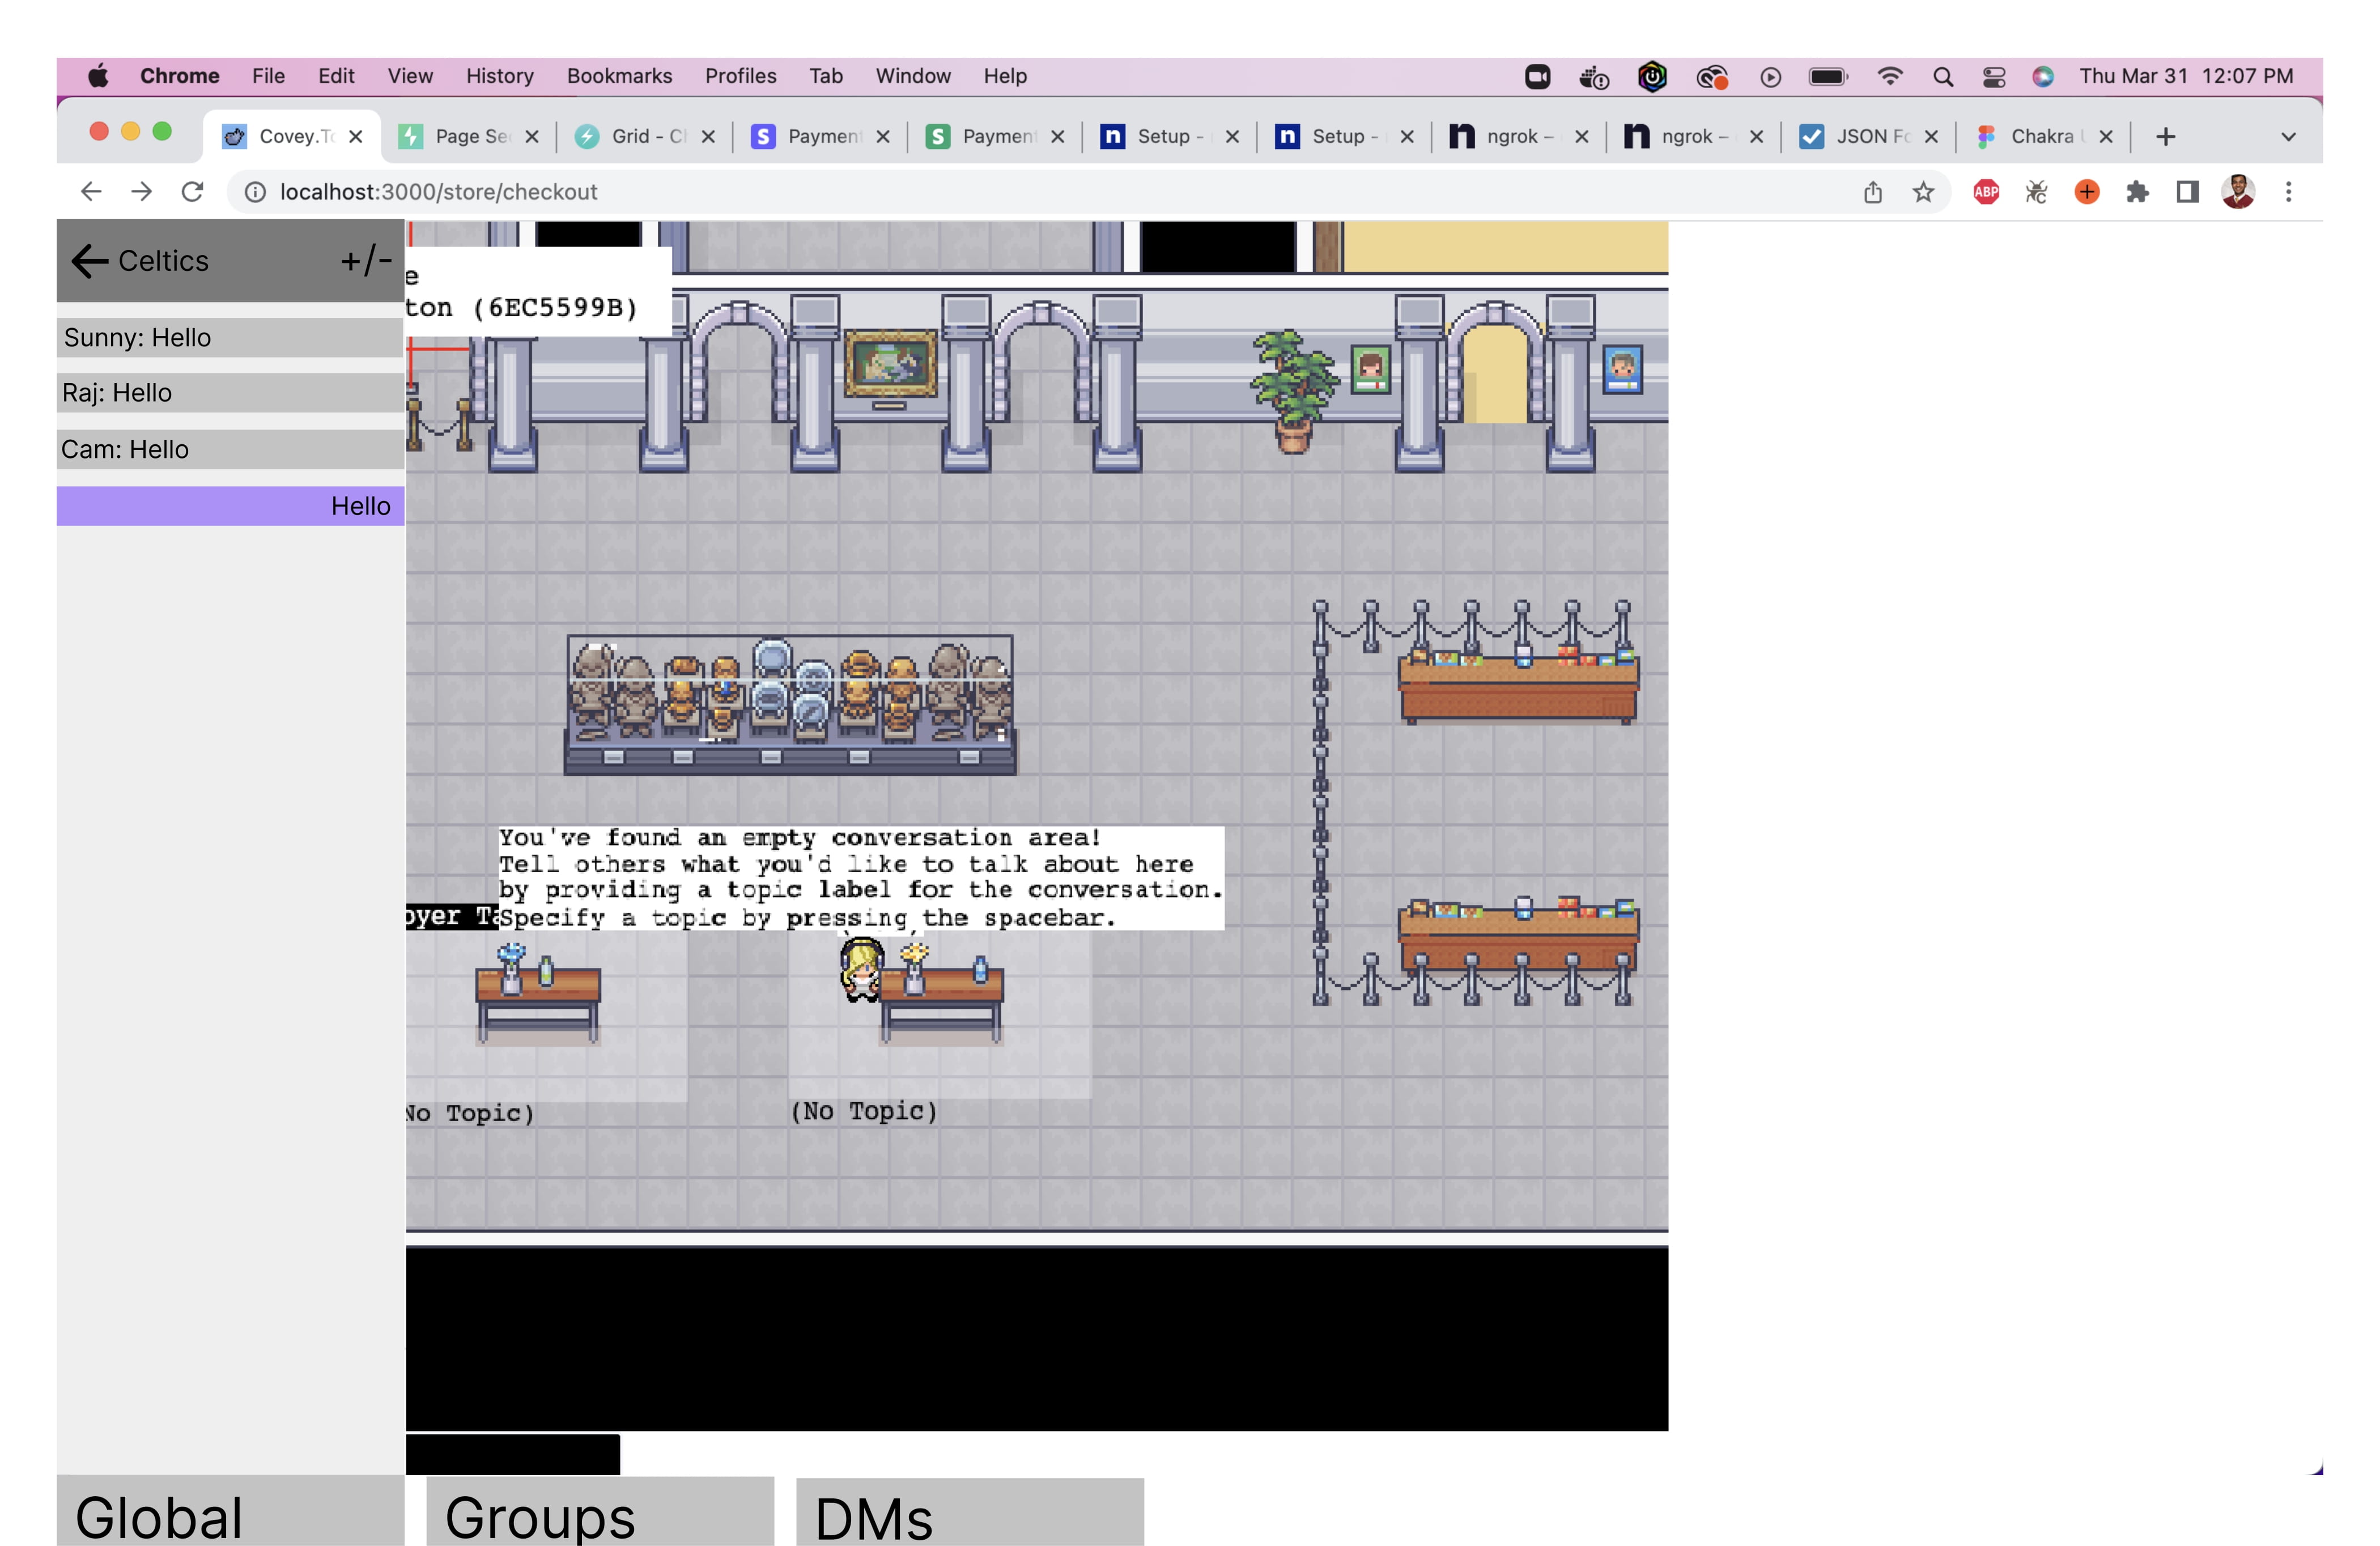 Chrome File Edit View History Bookmarks Profiles Tab Window Help Thu Mar 31 12:07 PM
Covey.T Page Se Grid - C Payment Payment Setup - Setup - ngrok – ngrok – JSON Fo Chakra
localhost:3000/store/checkout ABP
Celtics +/-
e
ton (6EC5599B)
Sunny: Hello
Raj: Hello
Cam: Hello
Hello
You've found an empty conversation area!
Tell others what you'd like to talk about here
by providing a topic label for the conversation.
oyer Ta
Specify a topic by pressing the spacebar.
No Topic)
(No Topic)
Global Groups DMs